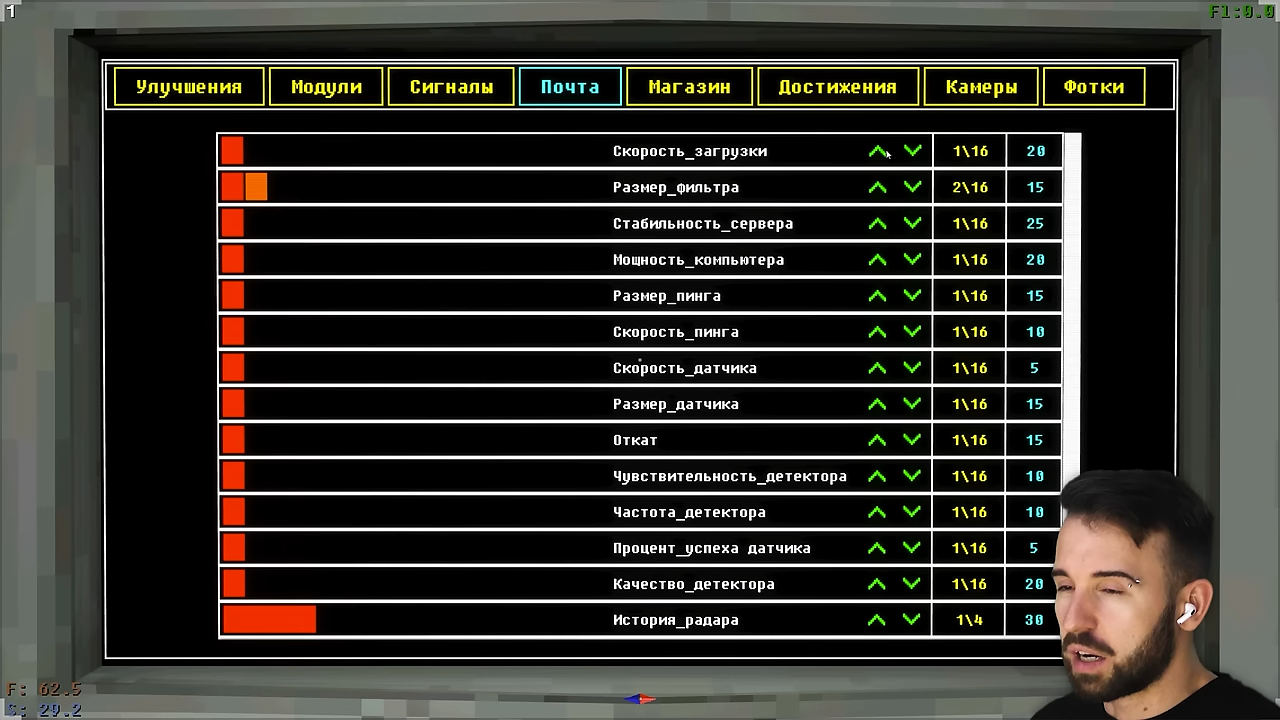 1
F1:0.0
Улучшения Модули Сигналы Почта Магазин Достижения Камеры Фотки
Скорость_загрузки 1\16 20
Размер_фильтра 2\16 15
Стабильность_сервера 1\16 25
Мощность_компьютера 1\16 20
Размер_пинга 1\16 15
Скорость_пинга 1\16 10
Скорость_датчика 1\16 5
Размер_датчика 1\16 15
Откат 1\16 15
Чувствительность_детектора 1\16 10
Частота_детектора 1\16 10
Процент_успеха датчика 1\16 5
Качество_детектора 1\16 20
История_радара 1\4 30
F: 62.5
S: 29.2